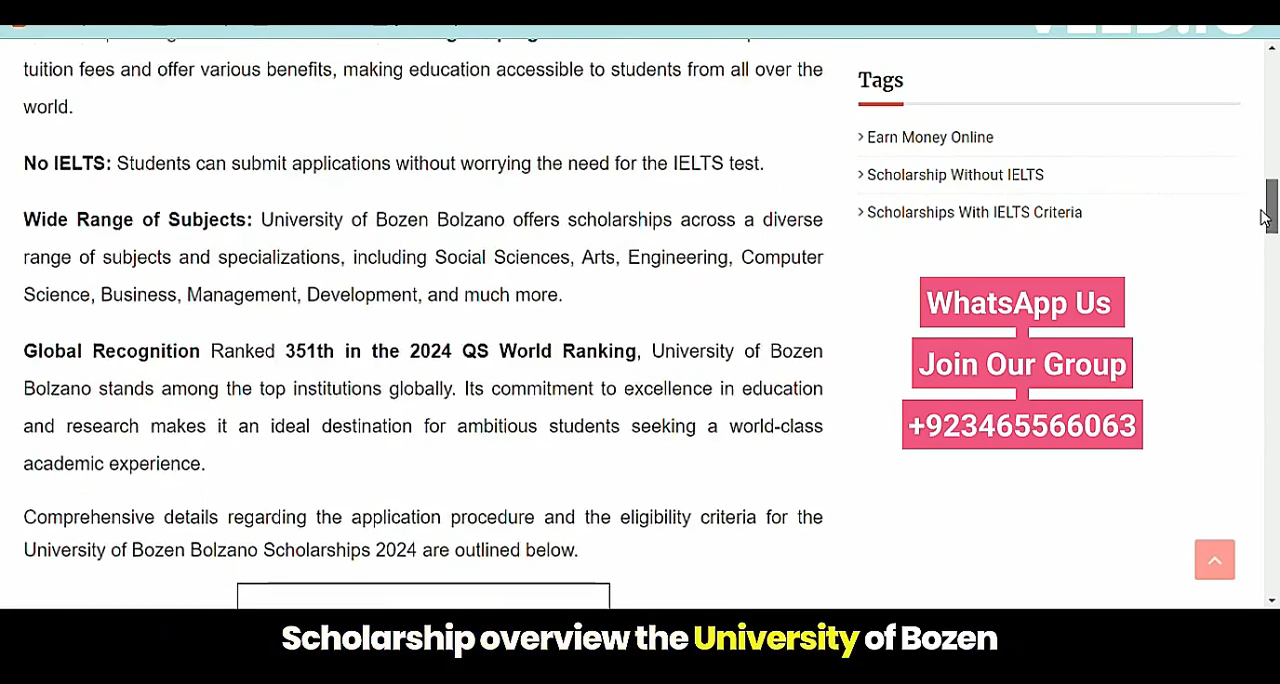 tuition fees and offer various benefits, making education accessible to students from all over the
world.
No IELTS: Students can submit applications without worrying the need for the IELTS test.
Wide Range of Subjects: University of Bozen Bolzano offers scholarships across a diverse
range of subjects and specializations, including Social Sciences, Arts, Engineering, Computer
Science, Business, Management, Development, and much more.
Global Recognition Ranked 351th in the 2024 QS World Ranking, University of Bozen
Bolzano stands among the top institutions globally. Its commitment to excellence in education
and research makes it an ideal destination for ambitious students seeking a world-class
academic experience.
Comprehensive details regarding the application procedure and the eligibility criteria for the
University of Bozen Bolzano Scholarships 2024 are outlined below.
Tags
Earn Money Online
Scholarship Without IELTS
Scholarships With IELTS Criteria
WhatsApp Us
Join Our Group
+923465566063
Scholarship overview the University of Bozen